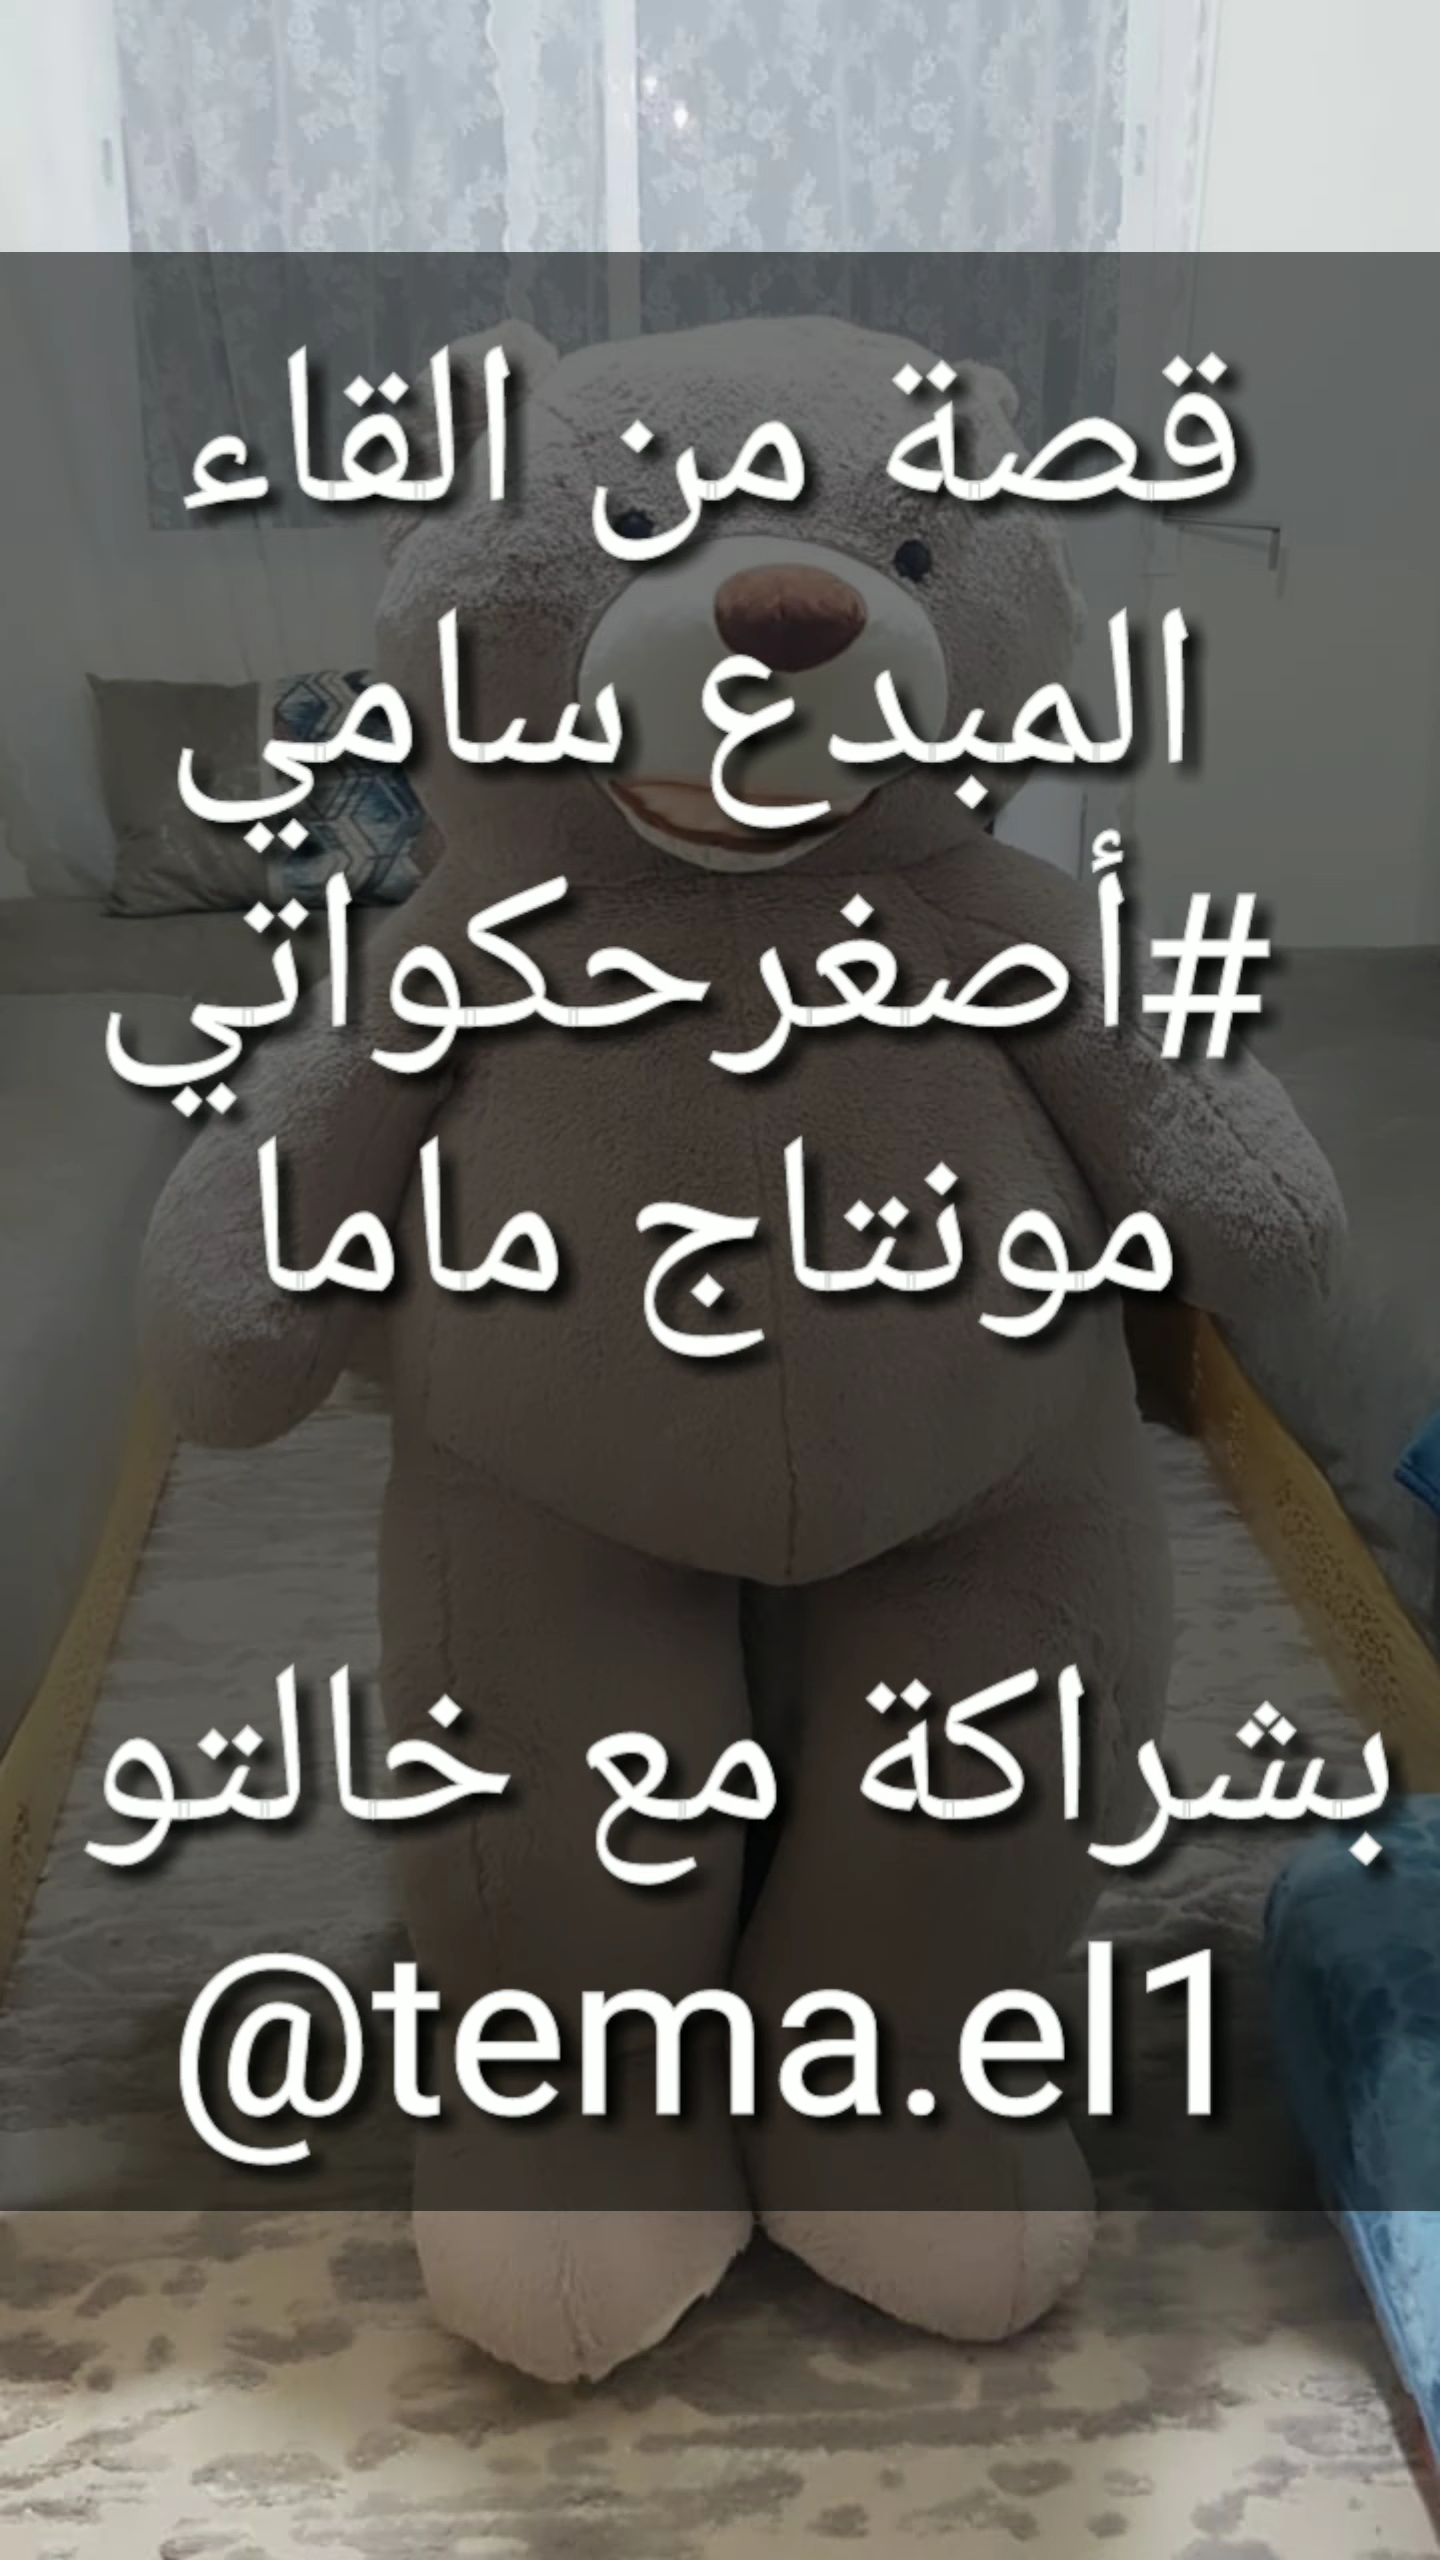 قصة من القاء
المبدع سامي
#أصغرحكواتي
مونتاج ماما
بشراكة مع خالتو
@tema.el1